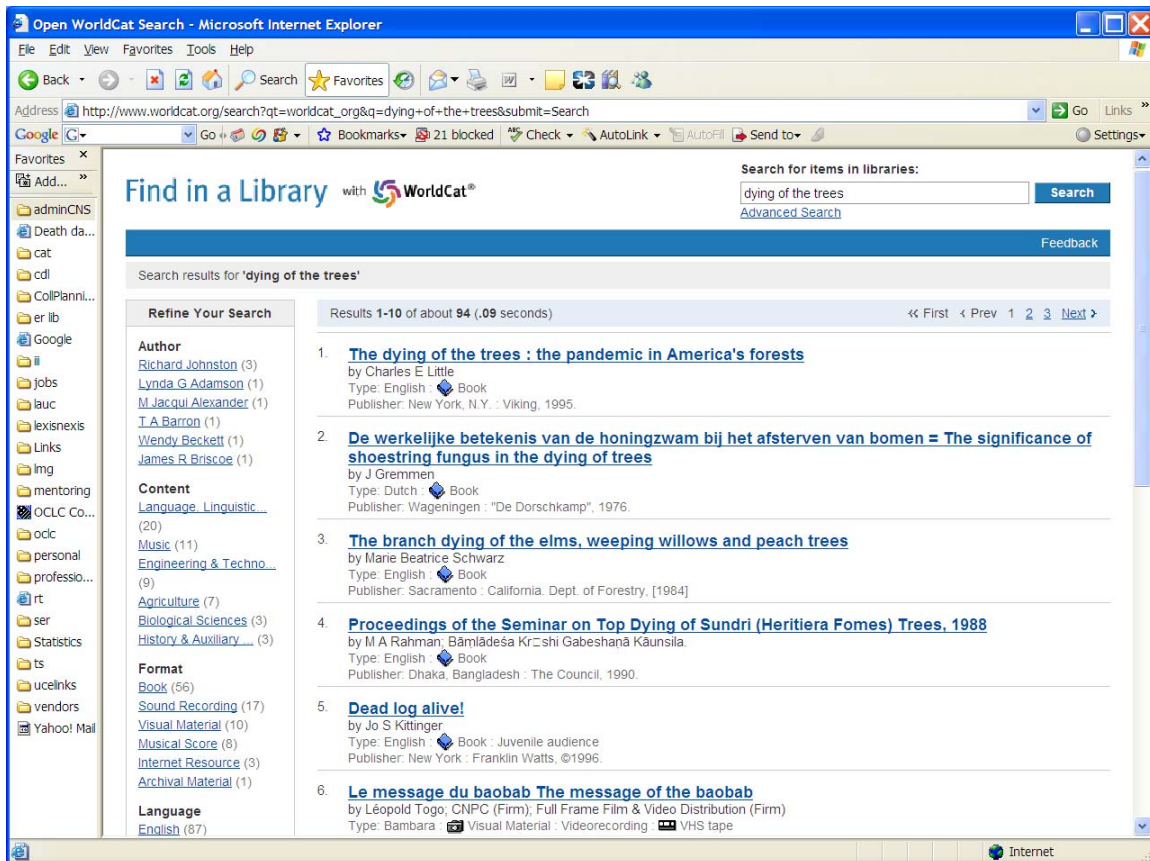 Open WorldCat Search - Microsoft Internet Explorer
File Edit View Favorites Tools Help
Back Search Favorites
Address http://www.worldcat.org/search?qt=worldcat_org&q=dying+of+the+trees&submit=Search Go Links »
Google G Go Bookmarks 21 blocked ABC Check AutoLink AutoFill Send to Settings
Favorites ×
Add... »
adminCNS
Death da...
cat
cdl
CollPlanni...
er lib
Google
ii
jobs
lauc
lexisnexis
Links
lmg
mentoring
OCLC Co...
oclc
personal
professio...
rt
ser
Statistics
ts
ucelinks
vendors
Yahoo! Mail
Find in a Library with WorldCat®
Search for items in libraries:
dying of the trees Search
Advanced Search
Feedback
Search results for 'dying of the trees'
Refine Your Search
Author
Richard Johnston (3)
Lynda G Adamson (1)
M Jacqui Alexander (1)
T A Barron (1)
Wendy Beckett (1)
James R Briscoe (1)
Content
Language, Linguistic...
(20)
Music (11)
Engineering & Techno...
(9)
Agriculture (7)
Biological Sciences (3)
History & Auxiliary ... (3)
Format
Book (56)
Sound Recording (17)
Visual Material (10)
Musical Score (8)
Internet Resource (3)
Archival Material (1)
Language
English (87)
Results 1-10 of about 94 (.09 seconds) « First ‹ Prev 1 2 3 Next ›
1. The dying of the trees : the pandemic in America's forests
by Charles E Little
Type: English : Book
Publisher: New York, N.Y. : Viking, 1995.
2. De werkelijke betekenis van de honingzwam bij het afsterven van bomen = The significance of
shoestring fungus in the dying of trees
by J Gremmen
Type: Dutch : Book
Publisher: Wageningen : "De Dorschkamp", 1976.
3. The branch dying of the elms, weeping willows and peach trees
by Marie Beatrice Schwarz
Type: English : Book
Publisher: Sacramento : California. Dept. of Forestry, [1984]
4. Proceedings of the Seminar on Top Dying of Sundri (Heritiera Fomes) Trees, 1988
by M A Rahman; Bāṃlādeśa Kr□shi Gabeshaṇā Kāunsila.
Type: English : Book
Publisher: Dhaka, Bangladesh : The Council, 1990.
5. Dead log alive!
by Jo S Kittinger
Type: English : Book : Juvenile audience
Publisher: New York : Franklin Watts, ©1996.
6. Le message du baobab The message of the baobab
by Léopold Togo; CNPC (Firm); Full Frame Film & Video Distribution (Firm)
Type: Bambara : Visual Material : Videorecording : VHS tape
Internet